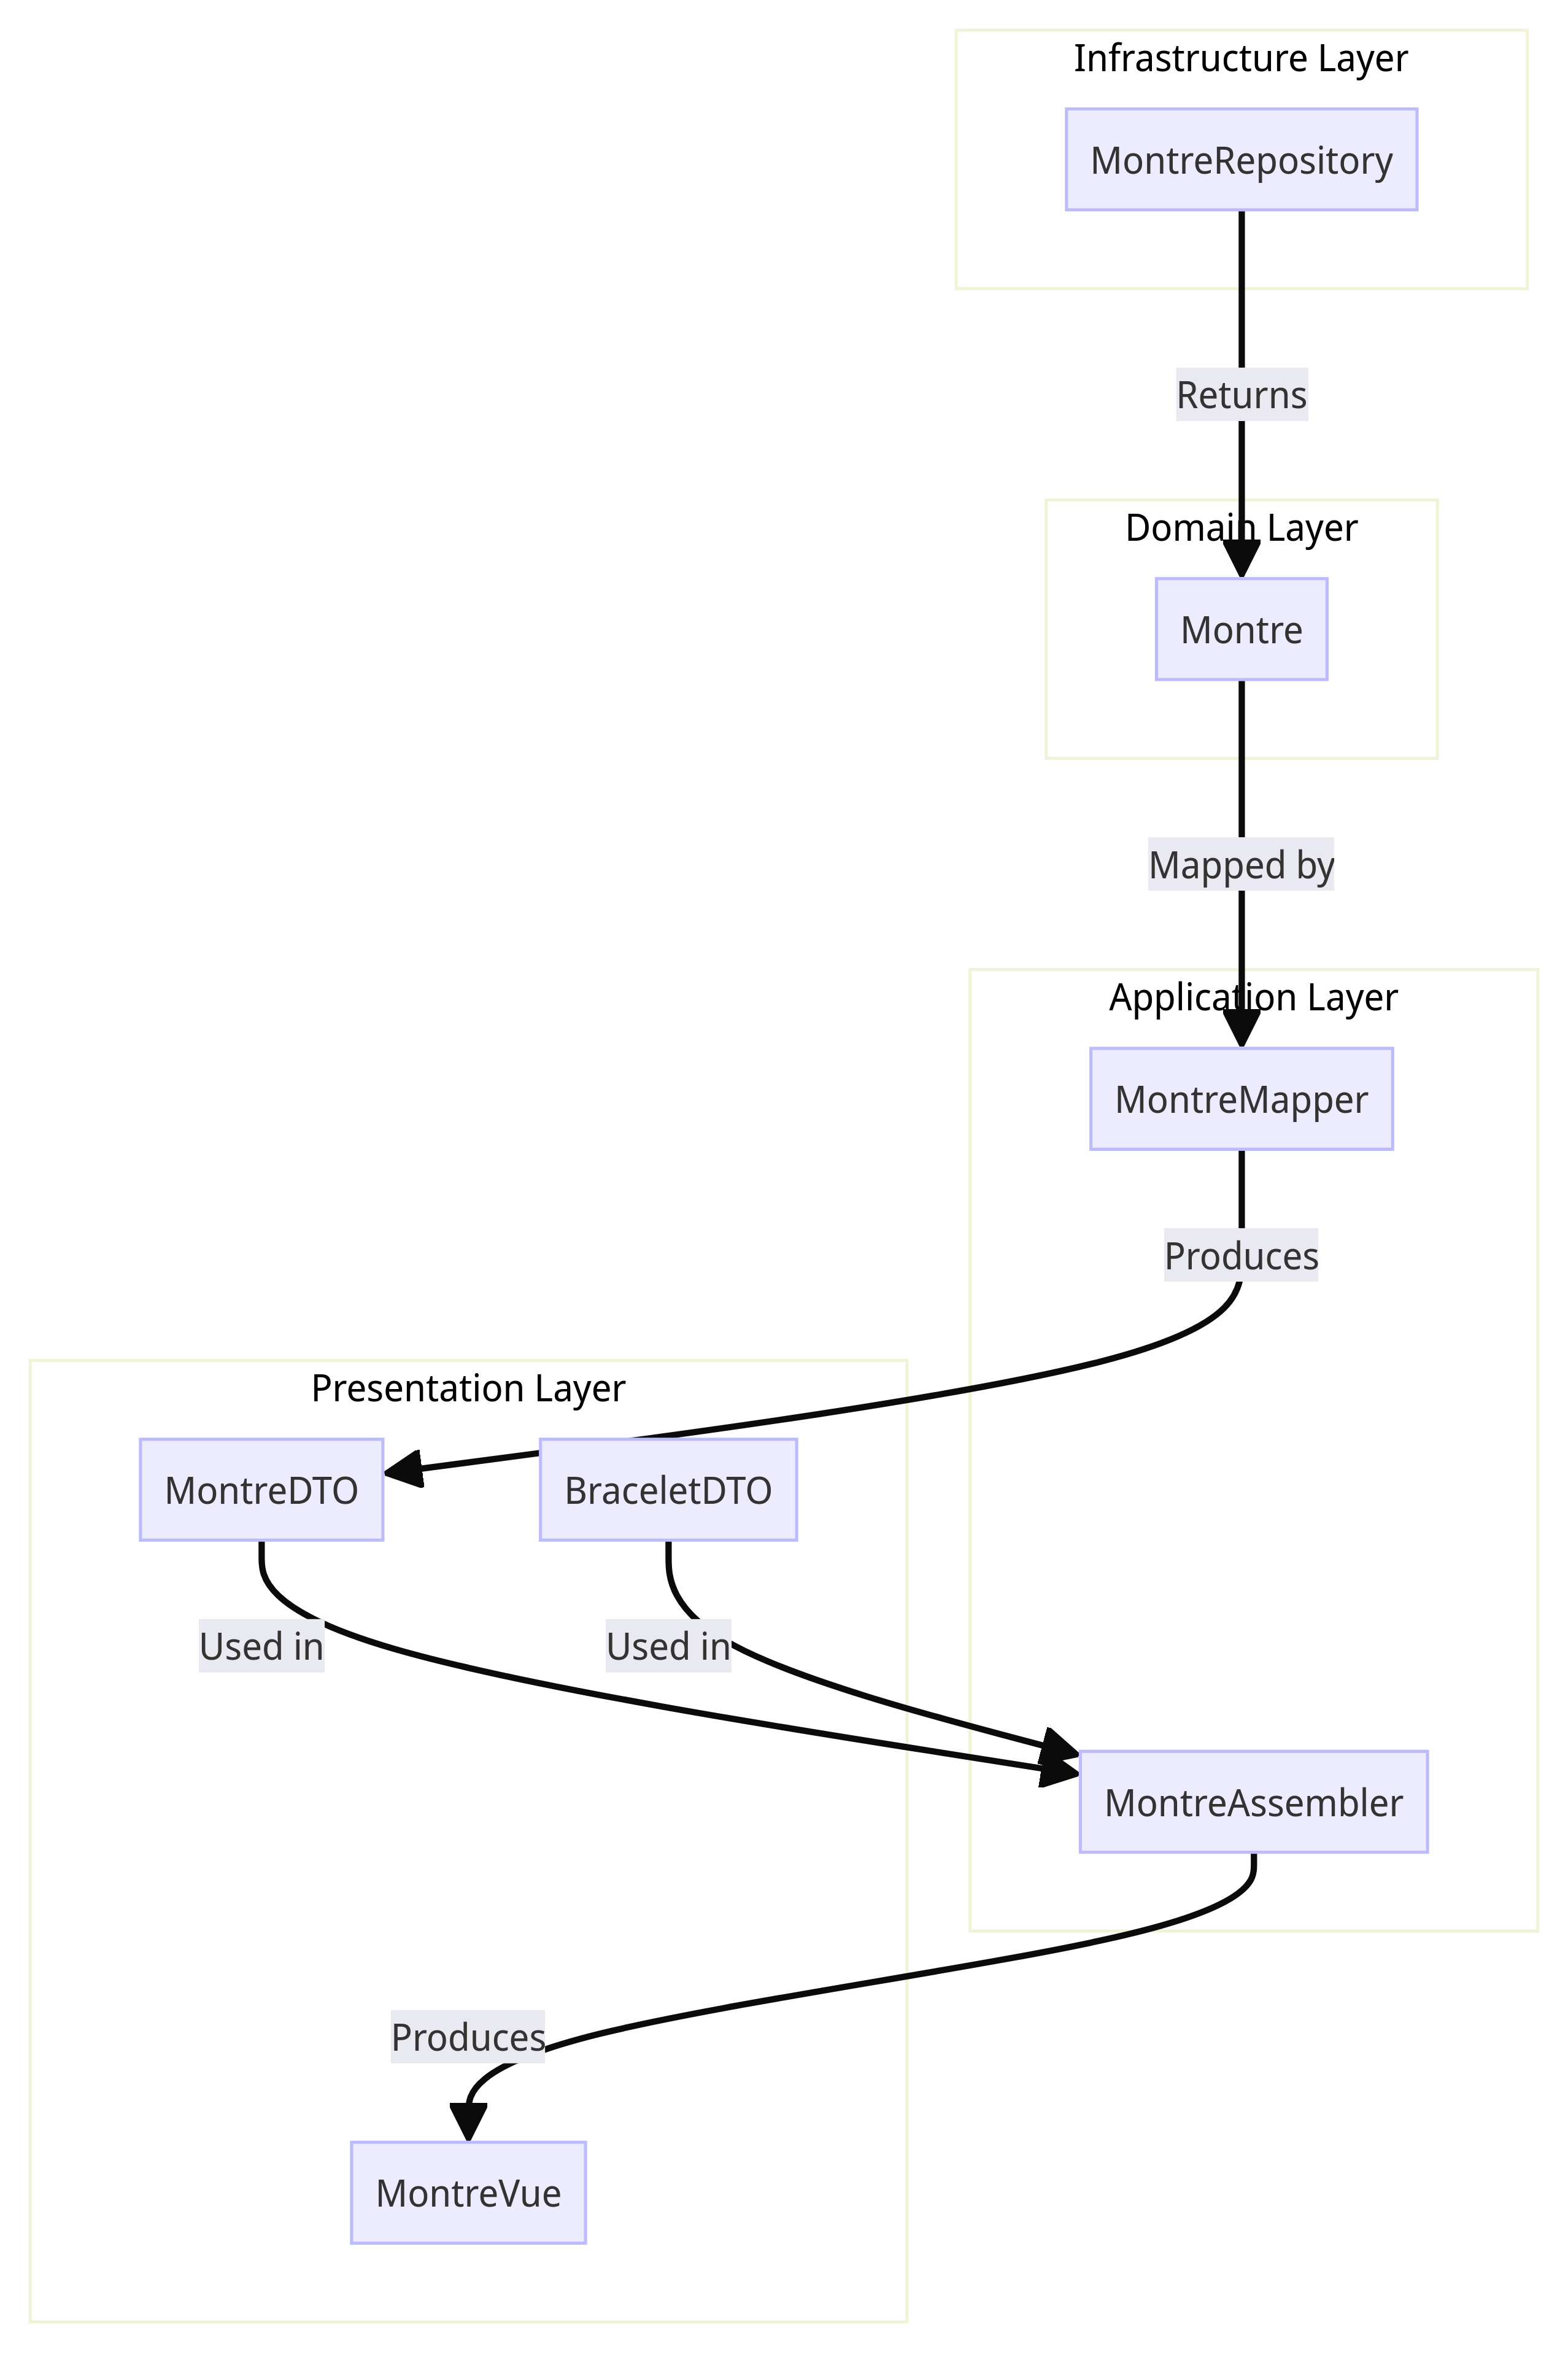 Infrastructure Layer
MontreRepository
Returns
Domain Layer
Montre
Mapped by
Application Layer
MontreMapper
Produces
Presentation Layer
MontreDTO
BraceletDTO
Used in
Used in
MontreAssembler
Produces
MontreVue